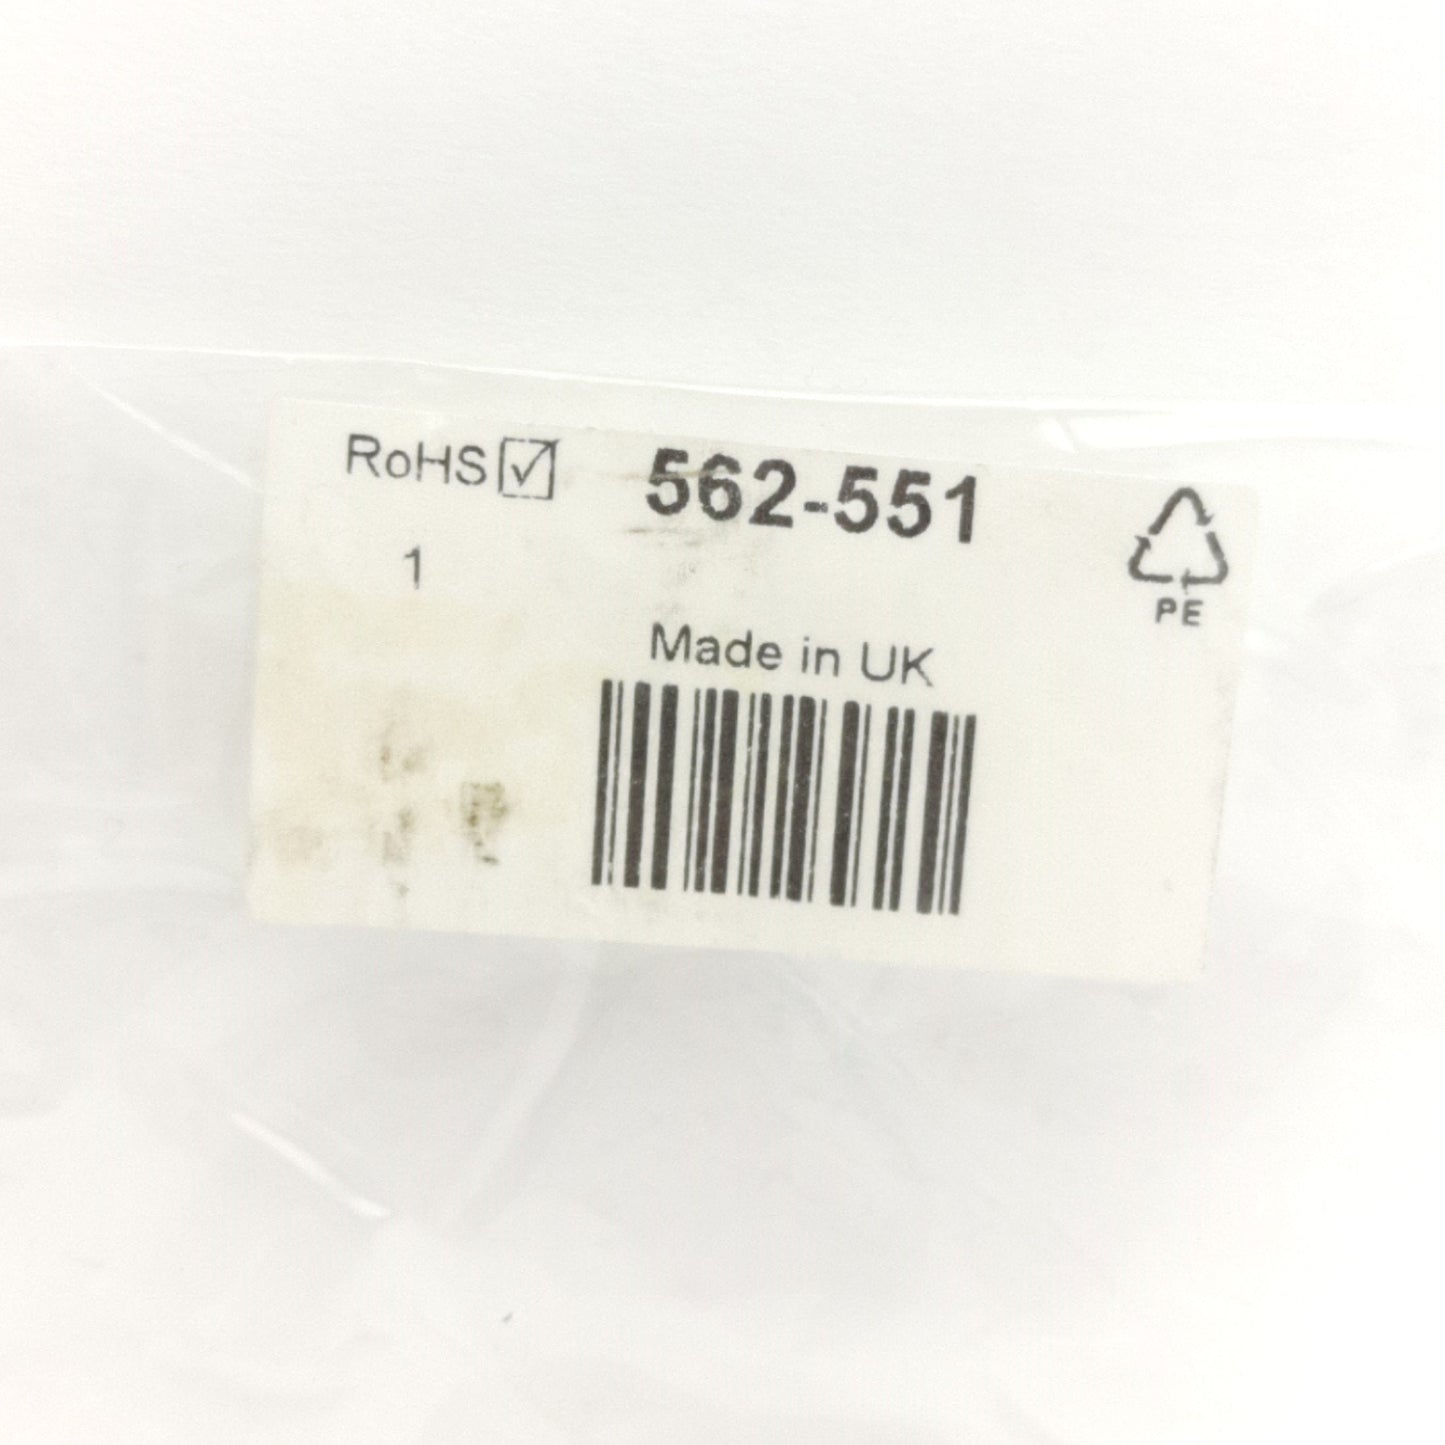 RoHS ☑ 562-551
1
PE
Made in UK